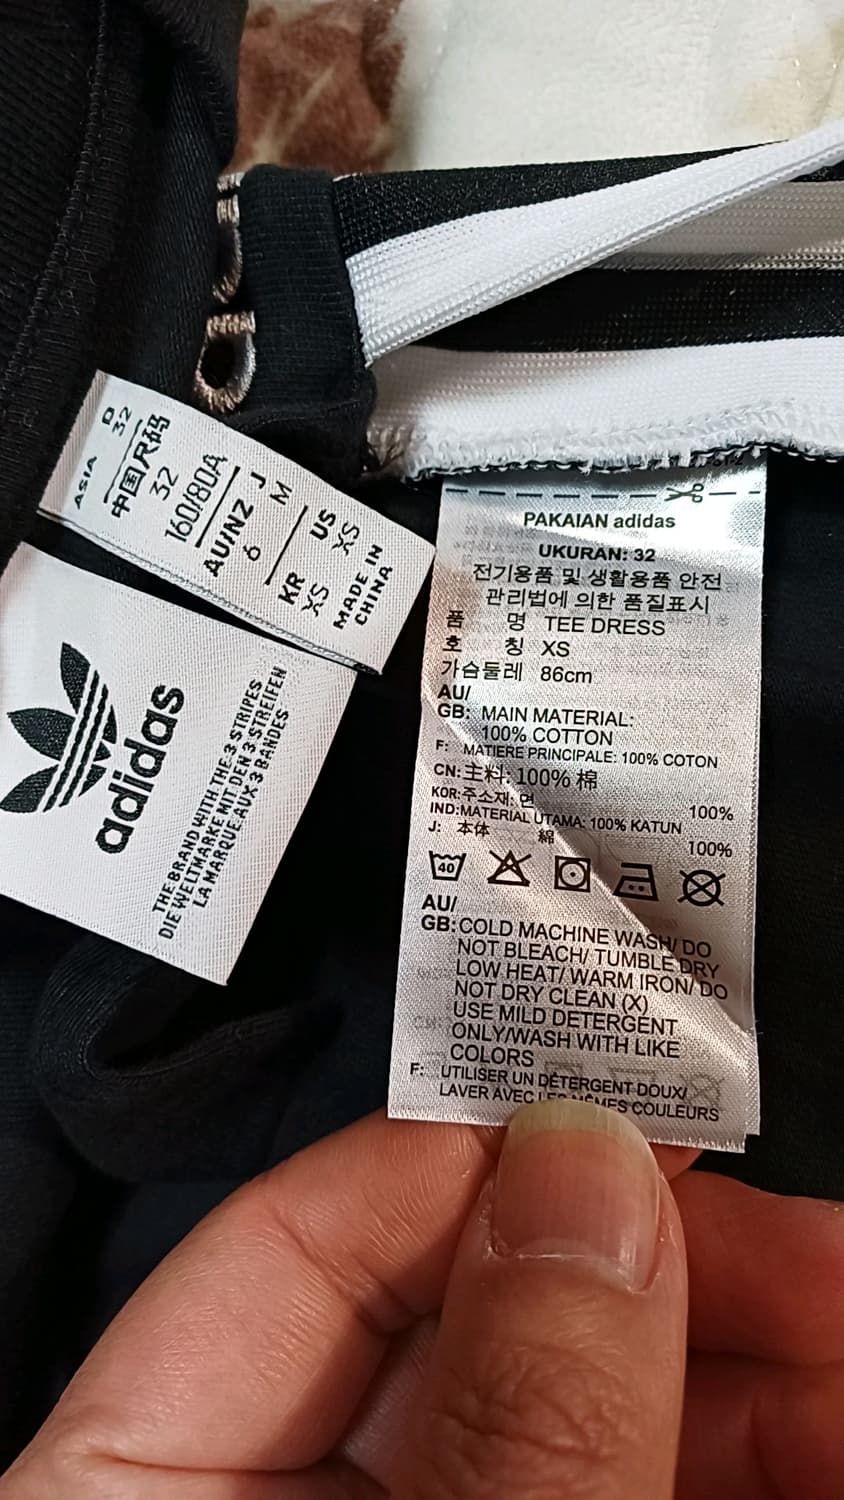 ASIA
D
32
中国尺码
32
160/80A
AU/NZ
6
J
M
KR
XS
US
XS
MADE IN
CHINA
adidas
THE BRAND WITH THE 3 STRIPES
DIE WELTMARKE MIT DEN 3 STREIFEN
LA MARQUE AUX 3 BANDES
PAKAIAN adidas
UKURAN: 32
전기용품 및 생활용품 안전
관리법에 의한 품질표시
품 명 TEE DRESS
호 칭 XS
가슴둘레 86cm
AU/
GB: MAIN MATERIAL:
100% COTTON
F: MATIERE PRINCIPALE: 100% COTON
CN: 主料: 100% 棉
KOR: 주소재: 면 100%
IND: MATERIAL UTAMA: 100% KATUN
J: 本体 綿 100%
40
AU/
GB: COLD MACHINE WASH/ DO
NOT BLEACH/ TUMBLE DRY
LOW HEAT/ WARM IRON/ DO
NOT DRY CLEAN (X)
USE MILD DETERGENT
ONLY/WASH WITH LIKE
COLORS
F: UTILISER UN DÉTERGENT DOUX/
LAVER AVEC LES MÊMES COULEURS